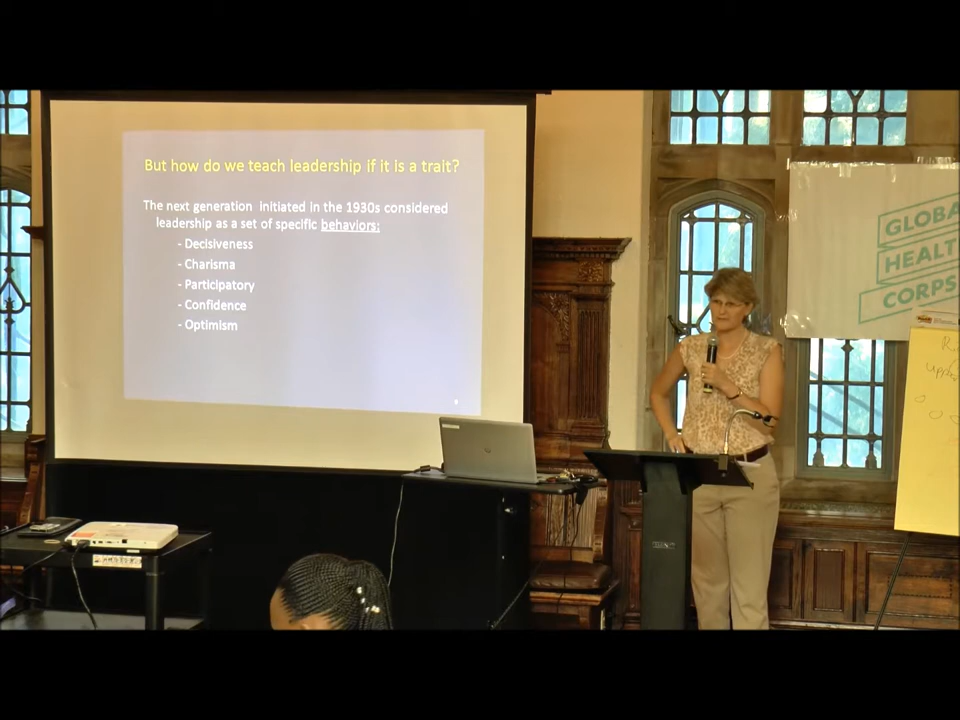 But how do we teach leadership if it is a trait?
The next generation initiated in the 1930s considered
leadership as a set of specific behaviors:
- Decisiveness
- Charisma
- Participatory
- Confidence
- Optimism
GLOBA
HEALT
CORPS